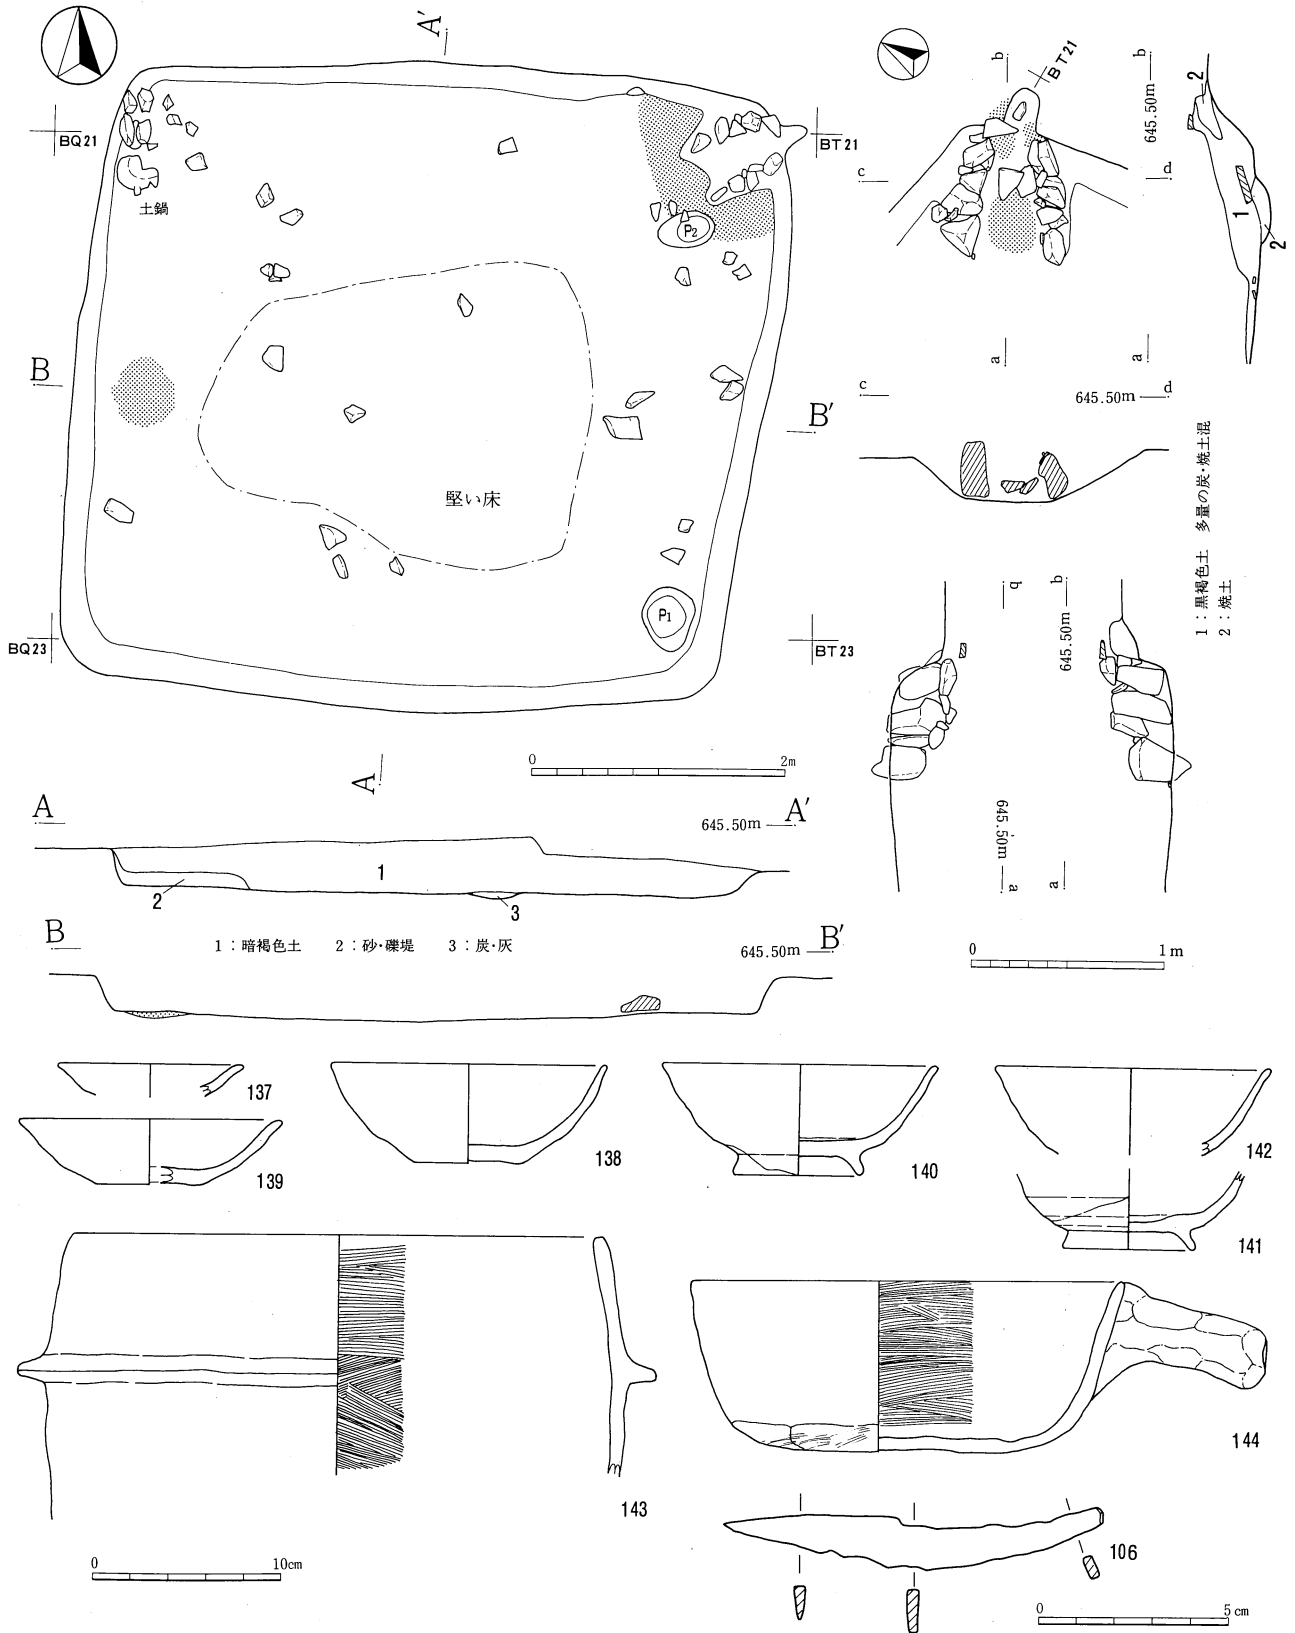 A'
BQ21
土鍋
P2
BT21
B
B'
堅い床
P1
BQ23
BT23
A
0 2m
b
BT21
b
645.50m
c
d
a
a
2
1
2
c
645.50m
d
1：黒褐色土 多量の炭・焼土混
2：焼土
b
b
645.50m
645.50m
a
a
0 1m
A
645.50m
A'
1
2
3
B
1：暗褐色土 2：砂・礫堤 3：炭・灰
645.50m
B'
137
138
139
140
142
141
143
144
106
0 10cm
0 5cm